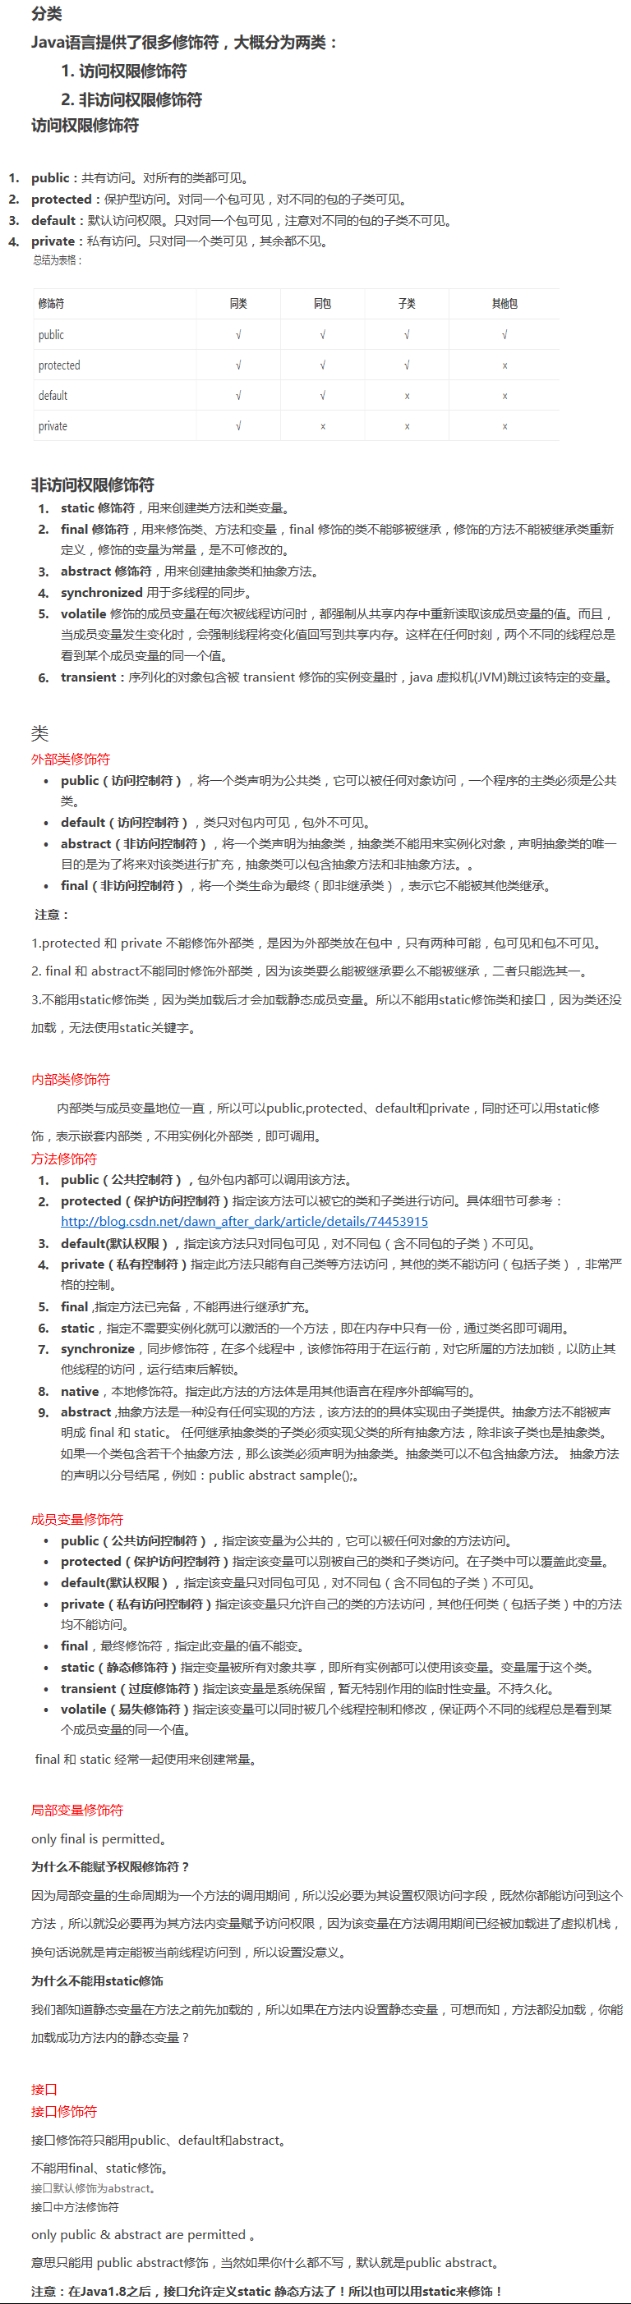 分类
Java语言提供了很多修饰符，大概分为两类：
1. 访问权限修饰符
2. 非访问权限修饰符
访问权限修饰符
1. public：共有访问。对所有的类都可见。
2. protected：保护型访问。对同一个包可见，对不同的包的子类可见。
3. default：默认访问权限。只对同一个包可见，注意对不同的包的子类不可见。
4. private：私有访问。只对同一个类可见，其余都不见。
总结为表格：
修饰符 同类 同包 子类 其他包
public √ √ √ √
protected √ √ √ ×
default √ √ × ×
private √ × × ×
非访问权限修饰符
1. static 修饰符，用来创建类方法和类变量。
2. final 修饰符，用来修饰类、方法和变量，final 修饰的类不能够被继承，修饰的方法不能被继承类重新
定义，修饰的变量为常量，是不可修改的。
3. abstract 修饰符，用来创建抽象类和抽象方法。
4. synchronized 用于多线程的同步。
5. volatile 修饰的成员变量在每次被线程访问时，都强制从共享内存中重新读取该成员变量的值。而且，
当成员变量发生变化时，会强制线程将变化值回写到共享内存。这样在任何时刻，两个不同的线程总是
看到某个成员变量的同一个值。
6. transient：序列化的对象包含被 transient 修饰的实例变量时，java 虚拟机(JVM)跳过该特定的变量。
类
外部类修饰符
• public（访问控制符），将一个类声明为公共类，它可以被任何对象访问，一个程序的主类必须是公共
类。
• default（访问控制符），类只对包内可见，包外不可见。
• abstract（非访问控制符），将一个类声明为抽象类，抽象类不能用来实例化对象，声明抽象类的唯一
目的是为了将来对该类进行扩充，抽象类可以包含抽象方法和非抽象方法。。
• final（非访问控制符），将一个类生命为最终（即非继承类），表示它不能被其他类继承。
注意：
1.protected 和 private 不能修饰外部类，是因为外部类放在包中，只有两种可能，包可见和包不可见。
2. final 和 abstract不能同时修饰外部类，因为该类要么能被继承要么不能被继承，二者只能选其一。
3.不能用static修饰类，因为类加载后才会加载静态成员变量。所以不能用static修饰类和接口，因为类还没
加载，无法使用static关键字。
内部类修饰符
内部类与成员变量地位一直，所以可以public,protected、default和private，同时还可以用static修
饰，表示嵌套内部类，不用实例化外部类，即可调用。
方法修饰符
1. public（公共控制符），包外包内都可以调用该方法。
2. protected（保护访问控制符）指定该方法可以被它的类和子类进行访问。具体细节可参考：
http://blog.csdn.net/dawn_after_dark/article/details/74453915
3. default(默认权限），指定该方法只对同包可见，对不同包（含不同包的子类）不可见。
4. private（私有控制符）指定此方法只能有自己类等方法访问，其他的类不能访问（包括子类），非常严
格的控制。
5. final ,指定方法已完备，不能再进行继承扩充。
6. static，指定不需要实例化就可以激活的一个方法，即在内存中只有一份，通过类名即可调用。
7. synchronize，同步修饰符，在多个线程中，该修饰符用于在运行前，对它所属的方法加锁，以防止其
他线程的访问，运行结束后解锁。
8. native，本地修饰符。指定此方法的方法体是用其他语言在程序外部编写的。
9. abstract ,抽象方法是一种没有任何实现的方法，该方法的的具体实现由子类提供。抽象方法不能被声
明成 final 和 static。 任何继承抽象类的子类必须实现父类的所有抽象方法，除非该子类也是抽象类。
如果一个类包含若干个抽象方法，那么该类必须声明为抽象类。抽象类可以不包含抽象方法。 抽象方法
的声明以分号结尾，例如：public abstract sample();。
成员变量修饰符
• public（公共访问控制符），指定该变量为公共的，它可以被任何对象的方法访问。
• protected（保护访问控制符）指定该变量可以别被自己的类和子类访问。在子类中可以覆盖此变量。
• default(默认权限），指定该变量只对同包可见，对不同包（含不同包的子类）不可见。
• private（私有访问控制符）指定该变量只允许自己的类的方法访问，其他任何类（包括子类）中的方法
均不能访问。
• final，最终修饰符，指定此变量的值不能变。
• static（静态修饰符）指定变量被所有对象共享，即所有实例都可以使用该变量。变量属于这个类。
• transient（过度修饰符）指定该变量是系统保留，暂无特别作用的临时性变量。不持久化。
• volatile（易失修饰符）指定该变量可以同时被几个线程控制和修改，保证两个不同的线程总是看到某
个成员变量的同一个值。
final 和 static 经常一起使用来创建常量。
局部变量修饰符
only final is permitted。
为什么不能赋予权限修饰符？
因为局部变量的生命周期为一个方法的调用期间，所以没必要为其设置权限访问字段，既然你都能访问到这个
方法，所以就没必要再为其方法内变量赋予访问权限，因为该变量在方法调用期间已经被加载进了虚拟机栈，
换句话说就是肯定能被当前线程访问到，所以设置没意义。
为什么不能用static修饰
我们都知道静态变量在方法之前先加载的，所以如果在方法内设置静态变量，可想而知，方法都没加载，你能
加载成功方法内的静态变量？
接口
接口修饰符
接口修饰符只能用public、default和abstract。
不能用final、static修饰。
接口默认修饰为abstract。
接口中方法修饰符
only public & abstract are permitted 。
意思只能用 public abstract修饰，当然如果你什么都不写，默认就是public abstract。
注意：在Java1.8之后，接口允许定义static 静态方法了！所以也可以用static来修饰！